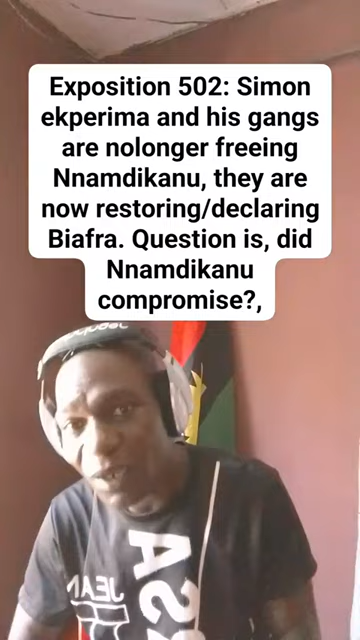 Exposition 502: Simon
ekperima and his gangs
are nolonger freeing
Nnamdikanu, they are
now restoring/declaring
Biafra. Question is, did
Nnamdikanu
compromise?,
JEAN